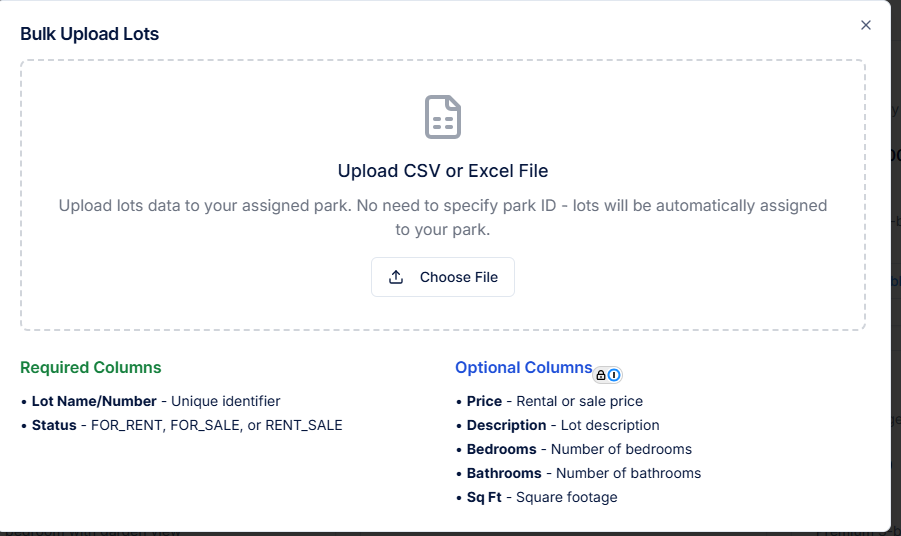 Bulk Upload Lots
Upload CSV or Excel File
Upload lots data to your assigned park. No need to specify park ID - lots will be automatically assigned
to your park.
Choose File
Required Columns
• Lot Name/Number - Unique identifier
• Status - FOR_RENT, FOR_SALE, or RENT_SALE
Optional Columns
• Price - Rental or sale price
• Description - Lot description
• Bedrooms - Number of bedrooms
• Bathrooms - Number of bathrooms
• Sq Ft - Square footage